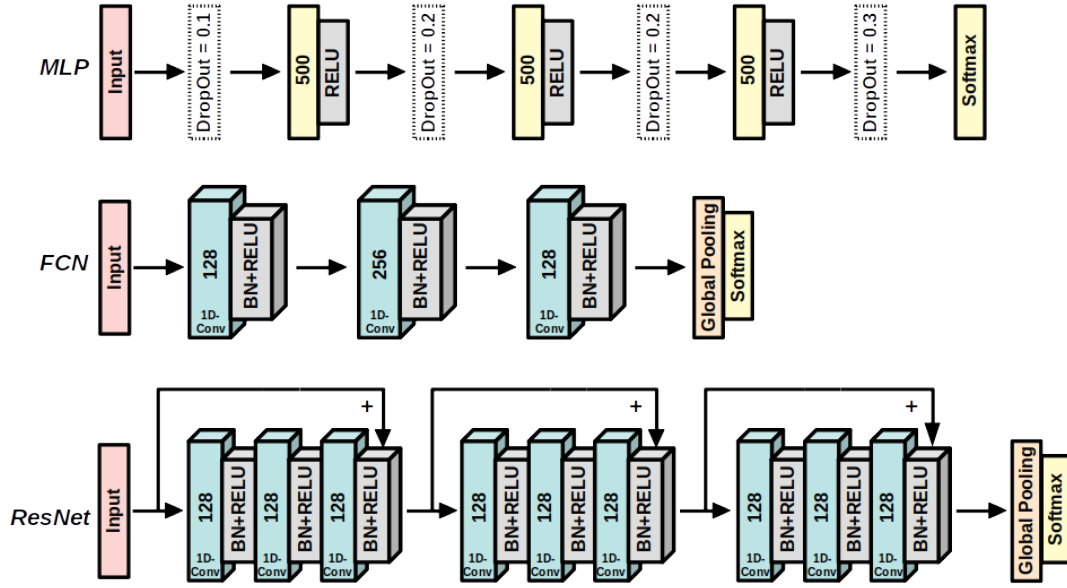 MLP
Input
DropOut = 0.1
500
RELU
DropOut = 0.2
500
RELU
DropOut = 0.2
500
RELU
DropOut = 0.3
Softmax
FCN
Input
128
1D-
Conv
BN+RELU
256
1D-
Conv
BN+RELU
128
1D-
Conv
BN+RELU
Global Pooling
Softmax
ResNet
Input
+
128
1D-
Conv
BN+RELU
128
1D-
Conv
BN+RELU
128
1D-
Conv
BN+RELU
+
128
1D-
Conv
BN+RELU
128
1D-
Conv
BN+RELU
128
1D-
Conv
BN+RELU
+
128
1D-
Conv
BN+RELU
128
1D-
Conv
BN+RELU
128
1D-
Conv
BN+RELU
Global Pooling
Softmax